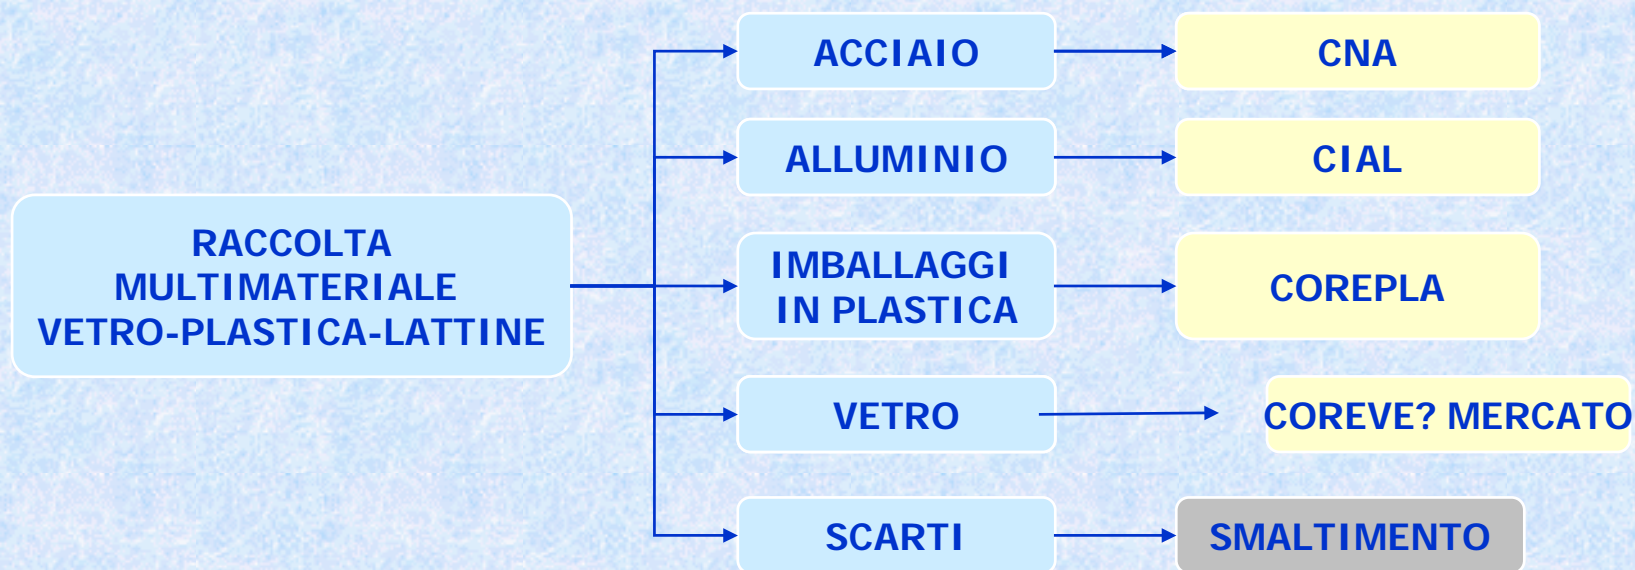 RACCOLTA
MULTIMATERIALE
VETRO-PLASTICA-LATTINE
ACCIAIO
CNA
ALLUMINIO
CIAL
IMBALLAGGI
IN PLASTICA
COREPLA
VETRO
COREVE? MERCATO
SCARTI
SMALTIMENTO